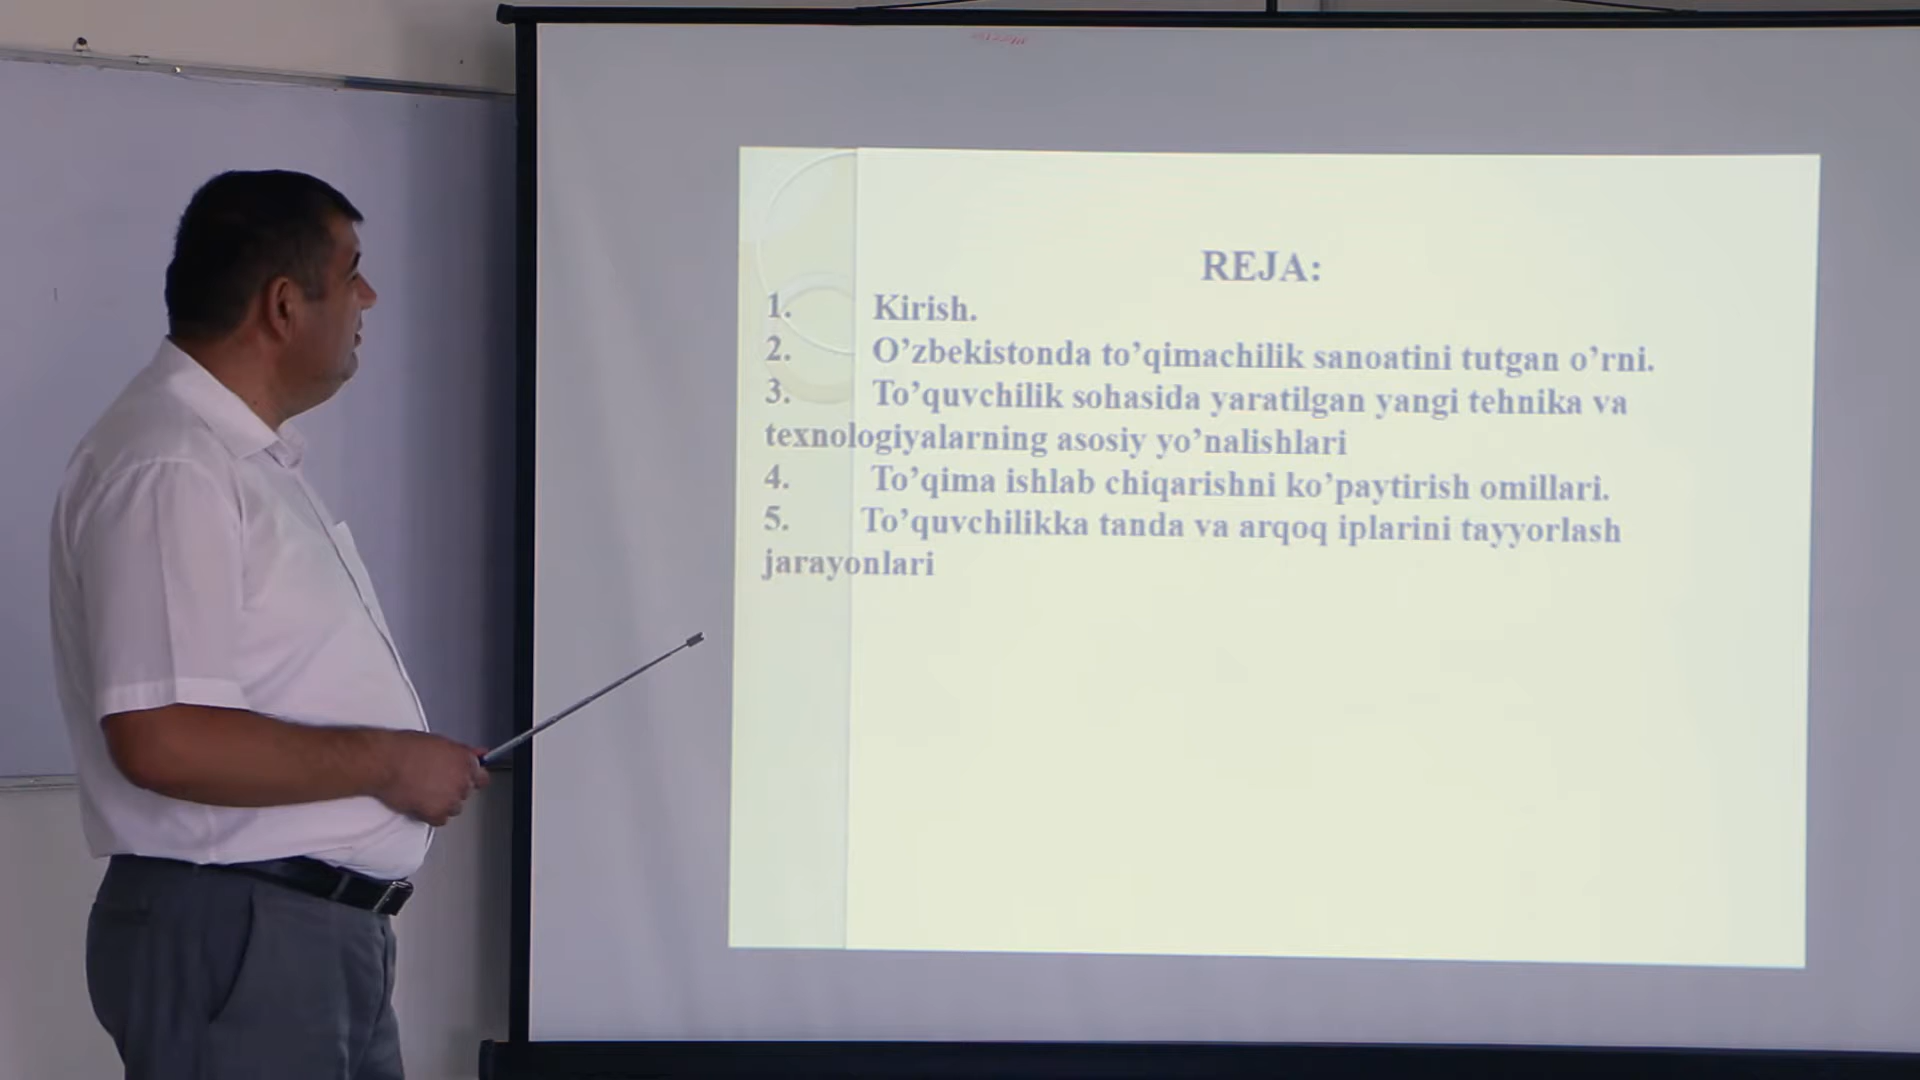 REJA:
1. Kirish.
2. O’zbekistonda to’qimachilik sanoatini tutgan o’rni.
3. To’quvchilik sohasida yaratilgan yangi tehnika va
texnologiyalarning asosiy yo’nalishlari
4. To’qima ishlab chiqarishni ko’paytirish omillari.
5. To’quvchilikka tanda va arqoq iplarini tayyorlash
jarayonlari